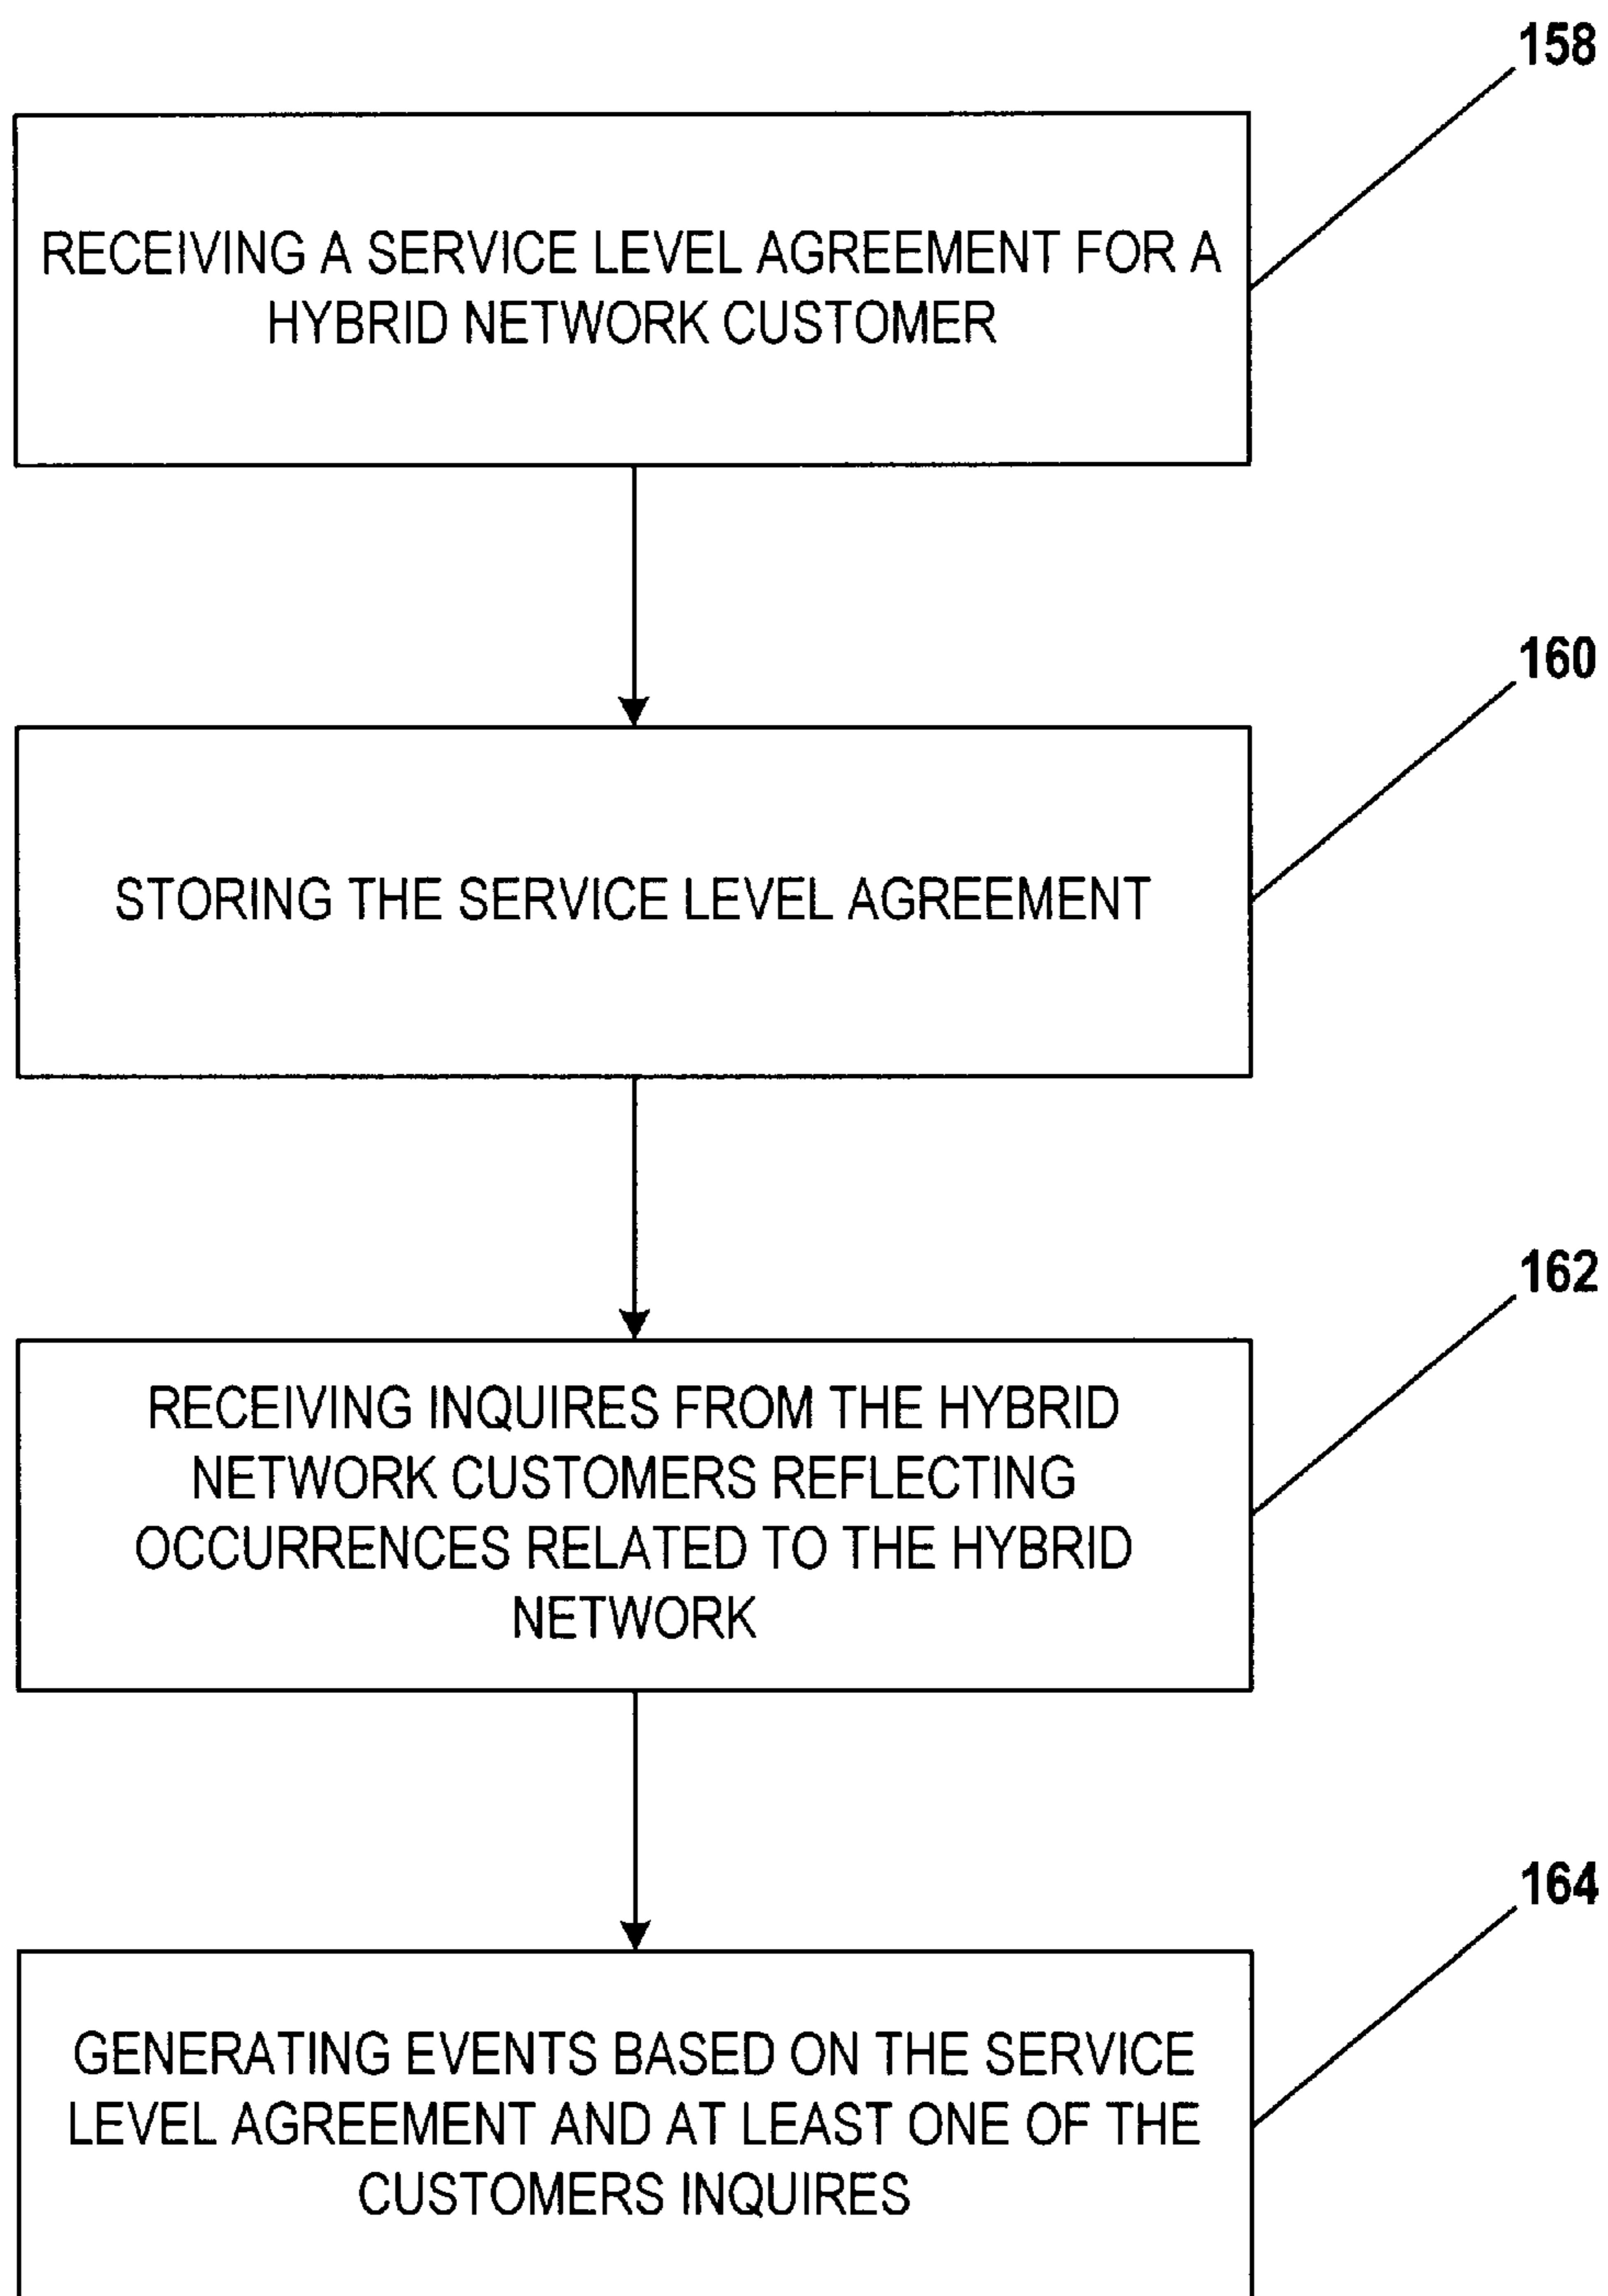 158
RECEIVING A SERVICE LEVEL AGREEMENT FOR A
HYBRID NETWORK CUSTOMER
160
STORING THE SERVICE LEVEL AGREEMENT
162
RECEIVING INQUIRES FROM THE HYBRID
NETWORK CUSTOMERS REFLECTING
OCCURRENCES RELATED TO THE HYBRID
NETWORK
164
GENERATING EVENTS BASED ON THE SERVICE
LEVEL AGREEMENT AND AT LEAST ONE OF THE
CUSTOMERS INQUIRES